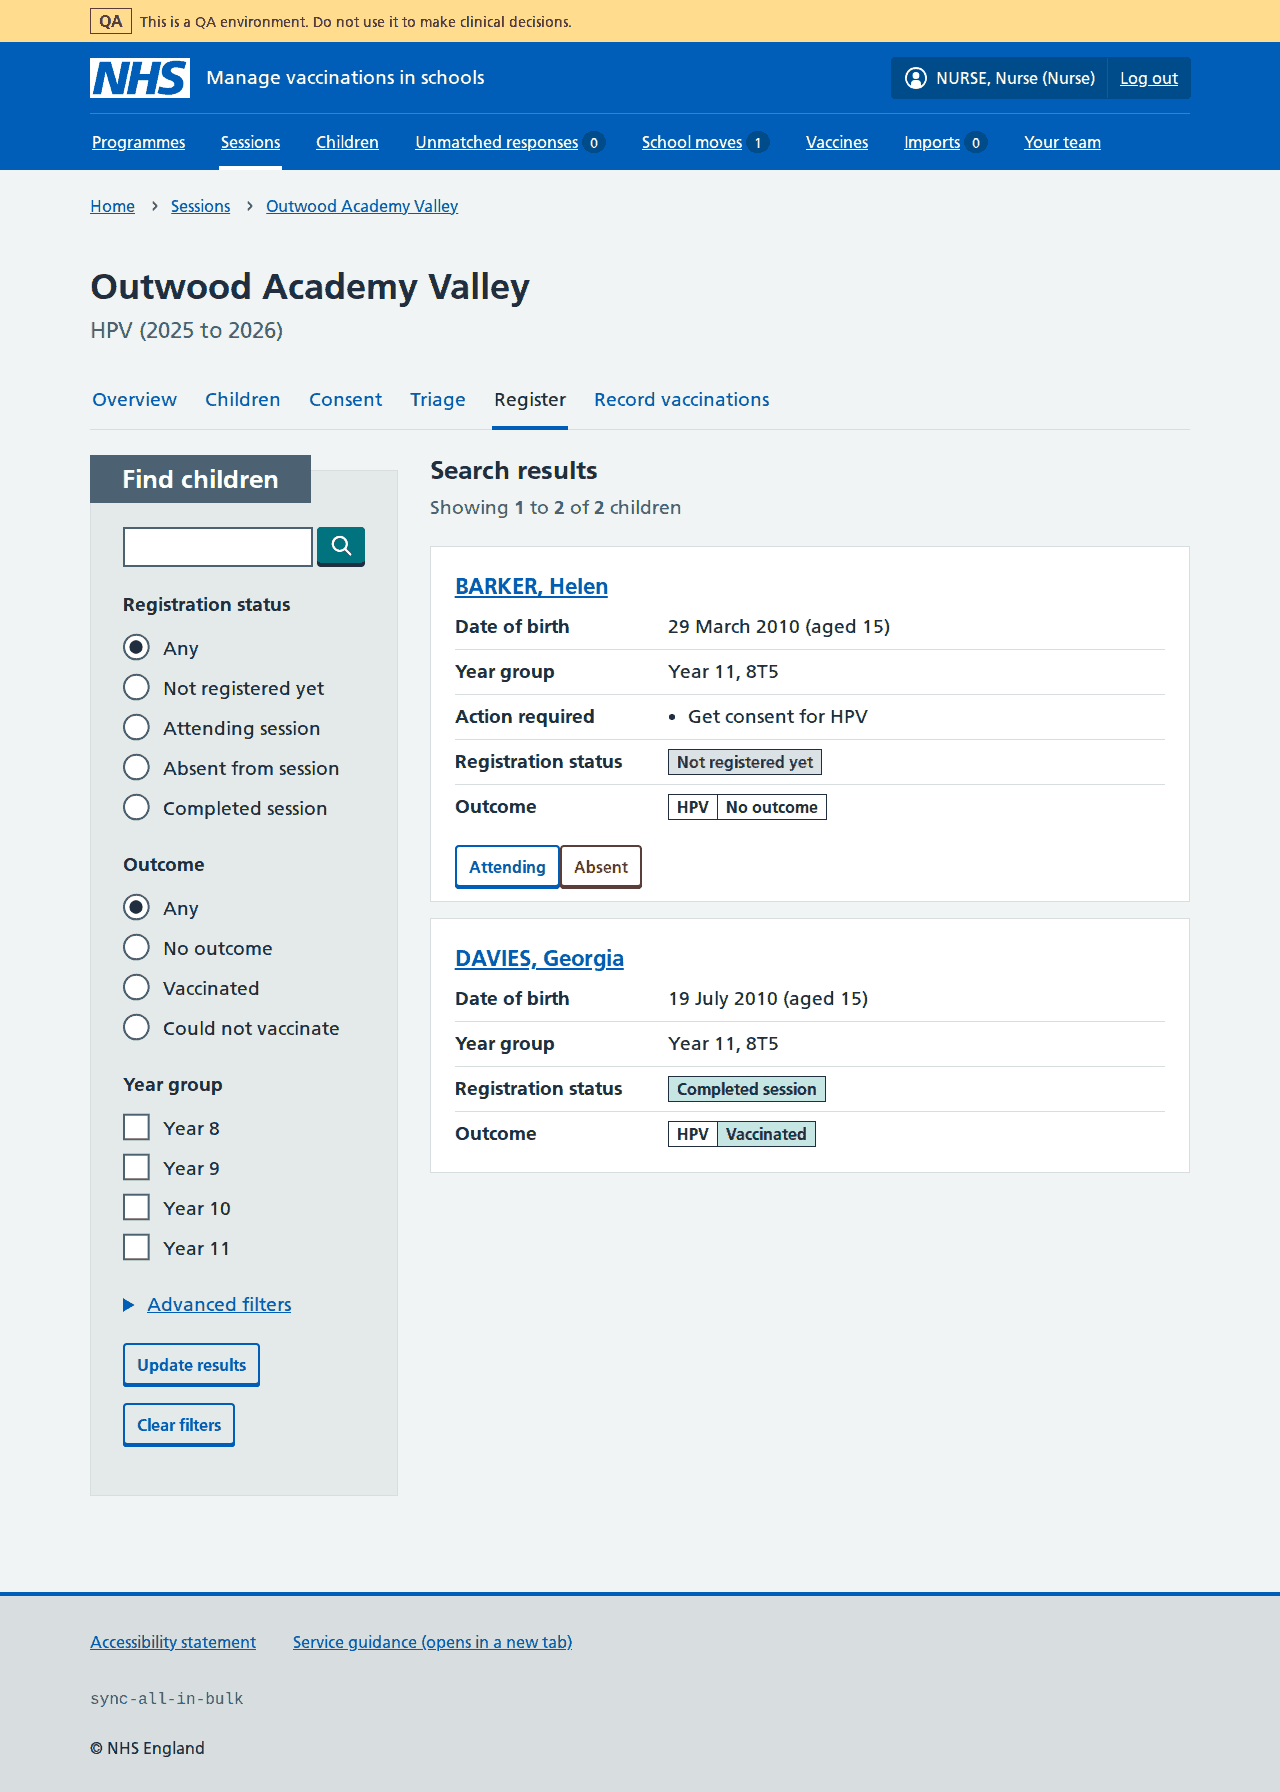 QA This is a QA environment. Do not use it to make clinical decisions.
NHS Manage vaccinations in schools NURSE, Nurse (Nurse) Log out
Programmes Sessions Children Unmatched responses 0 School moves 1 Vaccines Imports 0 Your team
Home Sessions Outwood Academy Valley
Outwood Academy Valley
HPV (2025 to 2026)
Overview Children Consent Triage Register Record vaccinations
Find children
Registration status
Any
Not registered yet
Attending session
Absent from session
Completed session
Outcome
Any
No outcome
Vaccinated
Could not vaccinate
Year group
Year 8
Year 9
Year 10
Year 11
Advanced filters
Update results
Clear filters
Search results
Showing 1 to 2 of 2 children
BARKER, Helen
Date of birth 29 March 2010 (aged 15)
Year group Year 11, 8T5
Action required • Get consent for HPV
Registration status Not registered yet
Outcome HPV No outcome
Attending Absent
DAVIES, Georgia
Date of birth 19 July 2010 (aged 15)
Year group Year 11, 8T5
Registration status Completed session
Outcome HPV Vaccinated
Accessibility statement Service guidance (opens in a new tab)
sync-all-in-bulk
© NHS England